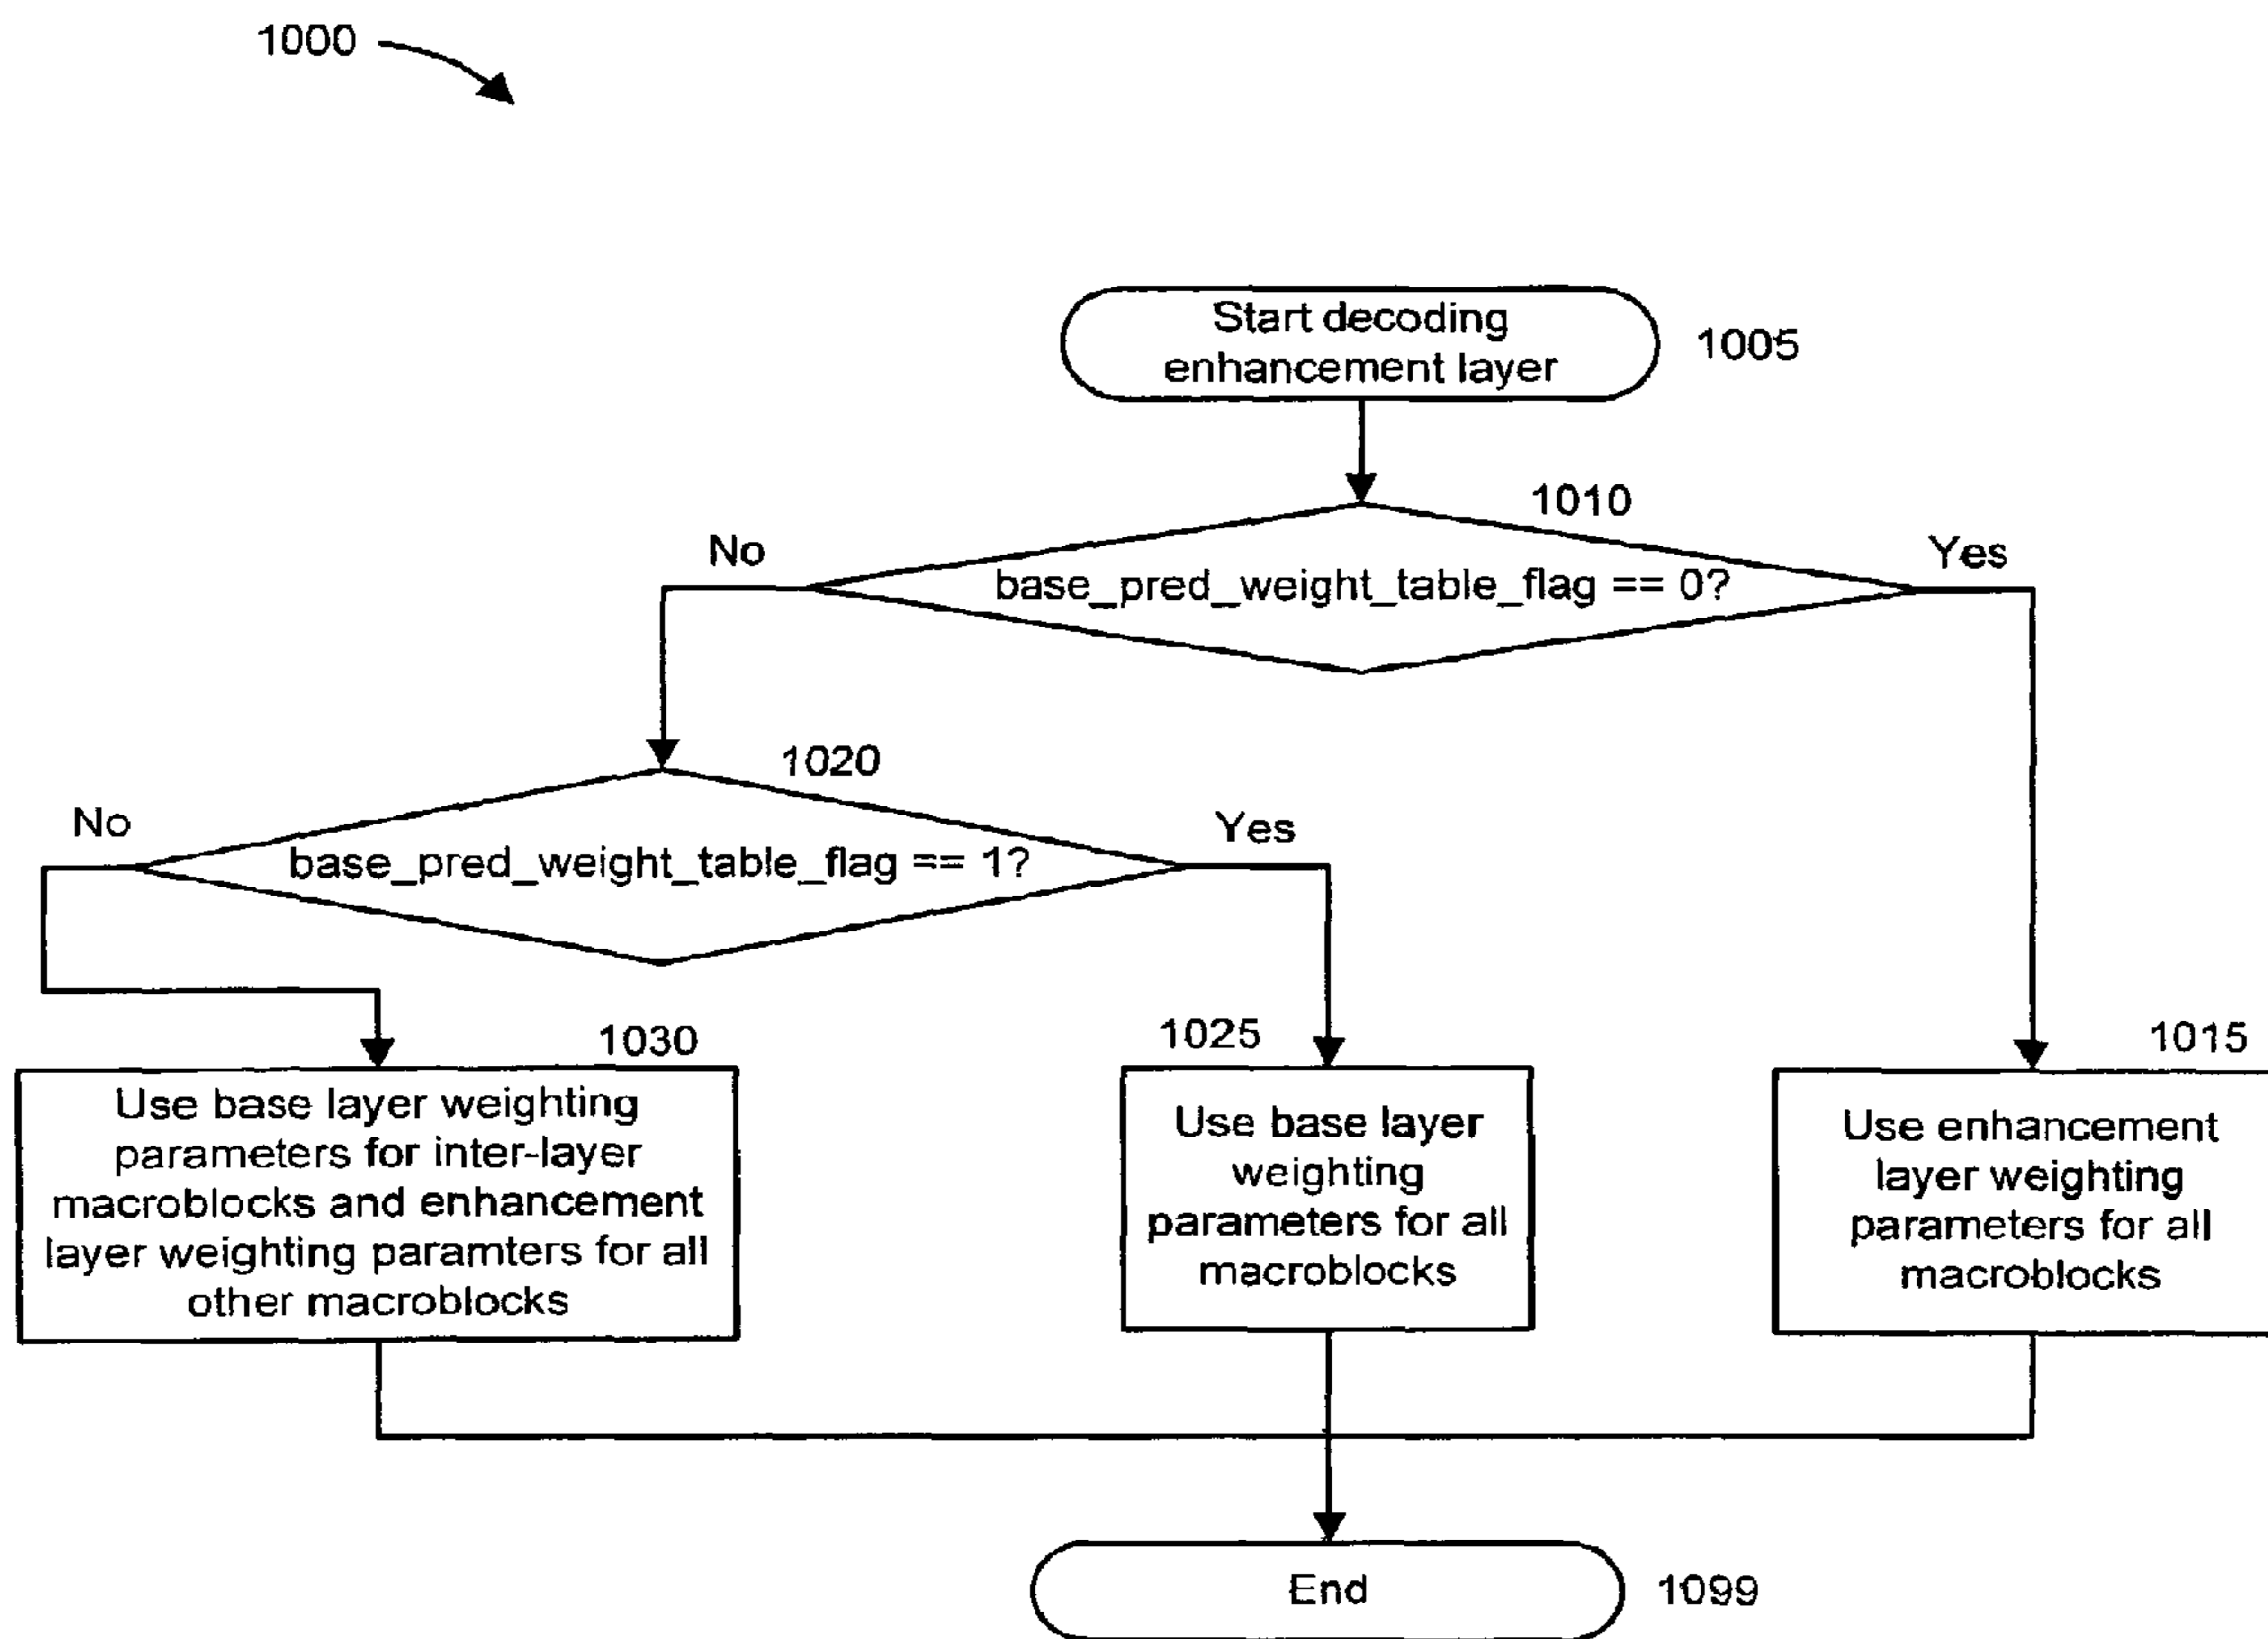 1000
Start decoding
enhancement layer
1005
1010
No
Yes
base_pred_weight_table_flag == 0?
1020
No
Yes
base_pred_weight_table_flag == 1?
1030
Use base layer weighting
parameters for inter-layer
macroblocks and enhancement
layer weighting paramters for all
other macroblocks
1025
Use base layer
weighting
parameters for all
macroblocks
1015
Use enhancement
layer weighting
parameters for all
macroblocks
End
1099